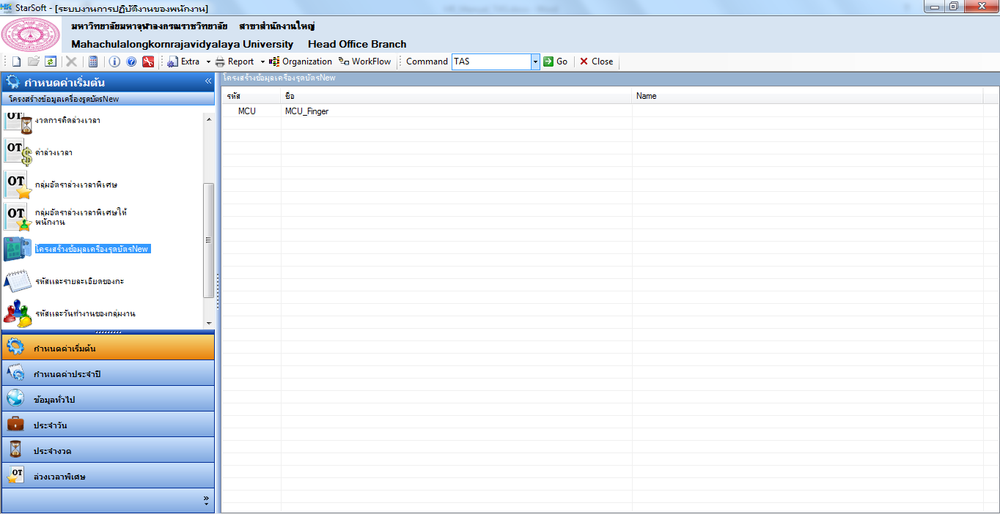 StarSoft - [ระบบงานการปฏิบัติงานของพนักงาน]
มหาวิทยาลัยมหาจุฬาลงกรณราชวิทยาลัย สาขาสำนักงานใหญ่
Mahachulalongkornrajavidyalaya University Head Office Branch
Extra Report Organization WorkFlow Command TAS Go Close
กำหนดค่าเริ่มต้น
โครงสร้างข้อมูลเครื่องรูดบัตรNew
โครงสร้างข้อมูลเครื่องรูดบัตรNew
รหัส ชื่อ Name
MCU MCU_Finger
OT
งวดการคิดล่วงเวลา
OT
ค่าล่วงเวลา
OT
กลุ่มอัตราล่วงเวลาพิเศษ
OT
กลุ่มอัตราล่วงเวลาพิเศษให้
พนักงาน
โครงสร้างข้อมูลเครื่องรูดบัตรNew
รหัสและรายละเอียดของกะ
รหัสและวันทำงานของกลุ่มงาน
กำหนดค่าเริ่มต้น
กำหนดค่าประจำปี
ข้อมูลทั่วไป
ประจำวัน
ประจำงวด
OT
ล่วงเวลาพิเศษ